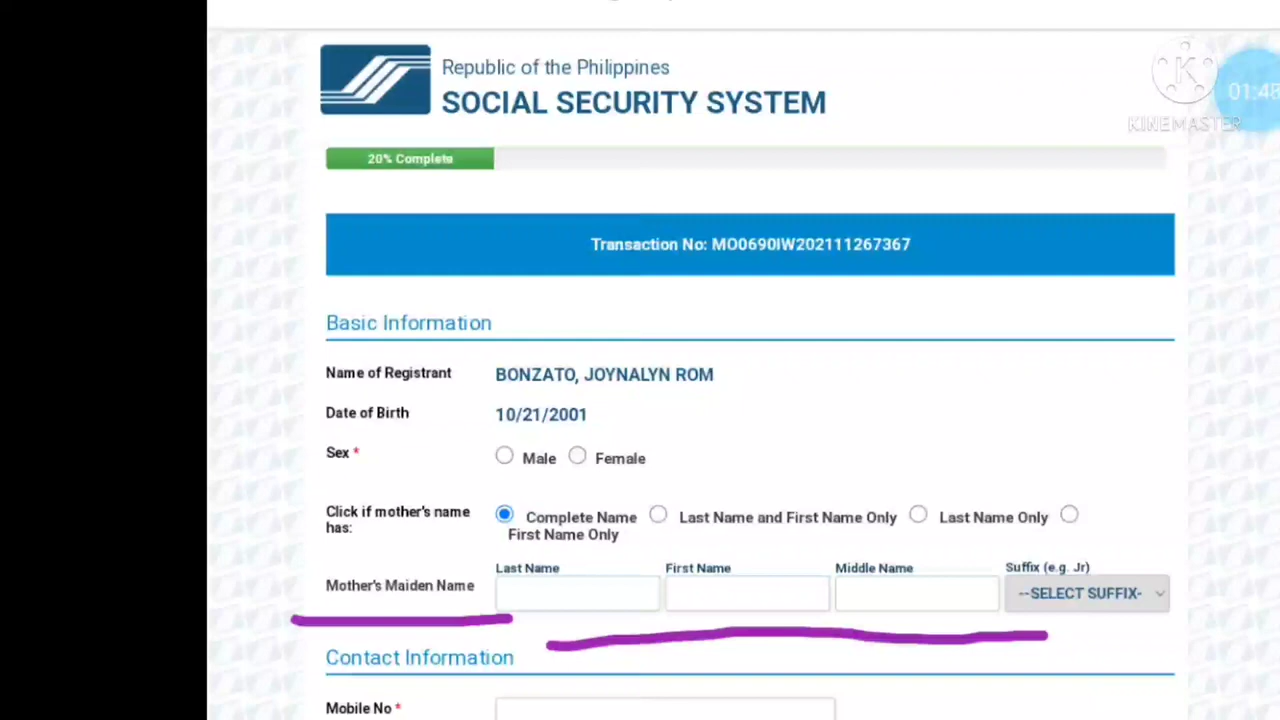 Republic of the Philippines
SOCIAL SECURITY SYSTEM
KINEMASTER
01:48
20% Complete
Transaction No: MO0690IW202111267367
Basic Information
Name of Registrant BONZATO, JOYNALYN ROM
Date of Birth 10/21/2001
Sex * Male Female
Click if mother's name has: Complete Name Last Name and First Name Only Last Name Only
First Name Only
Last Name First Name Middle Name Suffix (e.g. Jr)
Mother's Maiden Name --SELECT SUFFIX-
Contact Information
Mobile No *